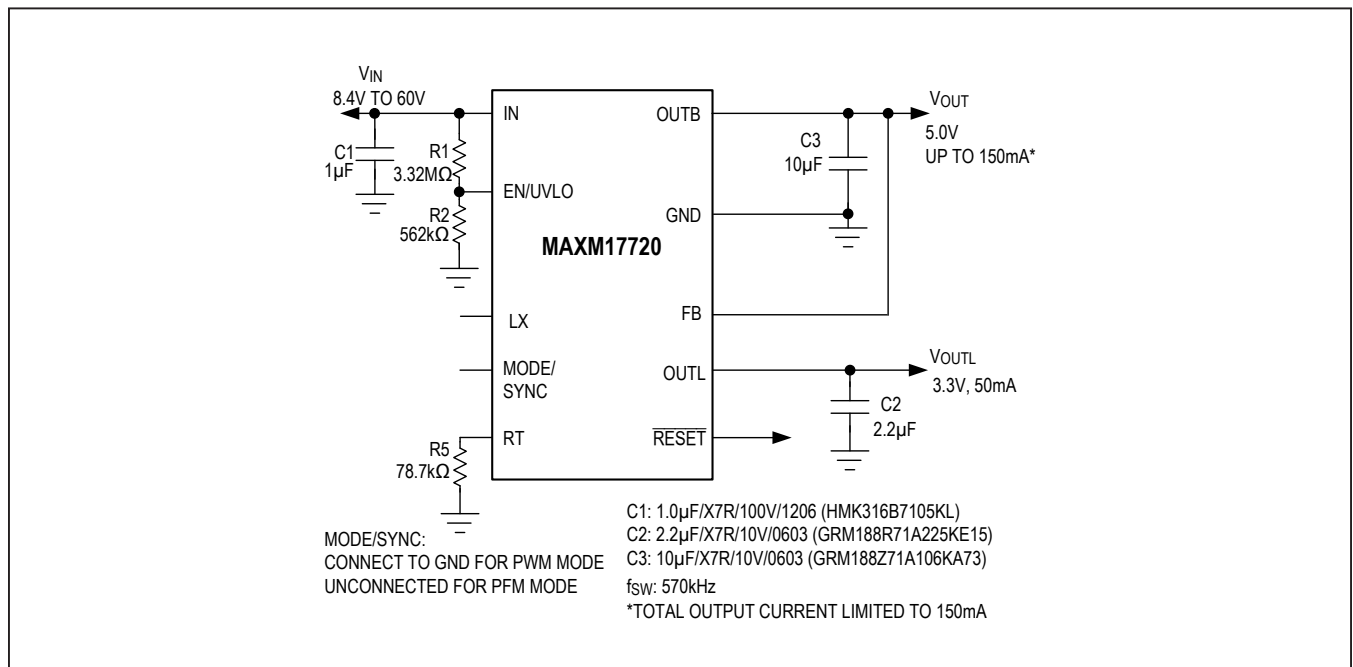 VIN
8.4V TO 60V
C1
1µF
R1
3.32MΩ
R2
562kΩ
IN
EN/UVLO
LX
MODE/
SYNC
RT
R5
78.7kΩ
MAXM17720
OUTB
GND
FB
OUTL
RESET
C3
10µF
VOUT
5.0V
UP TO 150mA*
VOUTL
3.3V, 50mA
C2
2.2µF
MODE/SYNC:
CONNECT TO GND FOR PWM MODE
UNCONNECTED FOR PFM MODE
C1: 1.0µF/X7R/100V/1206 (HMK316B7105KL)
C2: 2.2µF/X7R/10V/0603 (GRM188R71A225KE15)
C3: 10µF/X7R/10V/0603 (GRM188Z71A106KA73)
fSW: 570kHz
*TOTAL OUTPUT CURRENT LIMITED TO 150mA